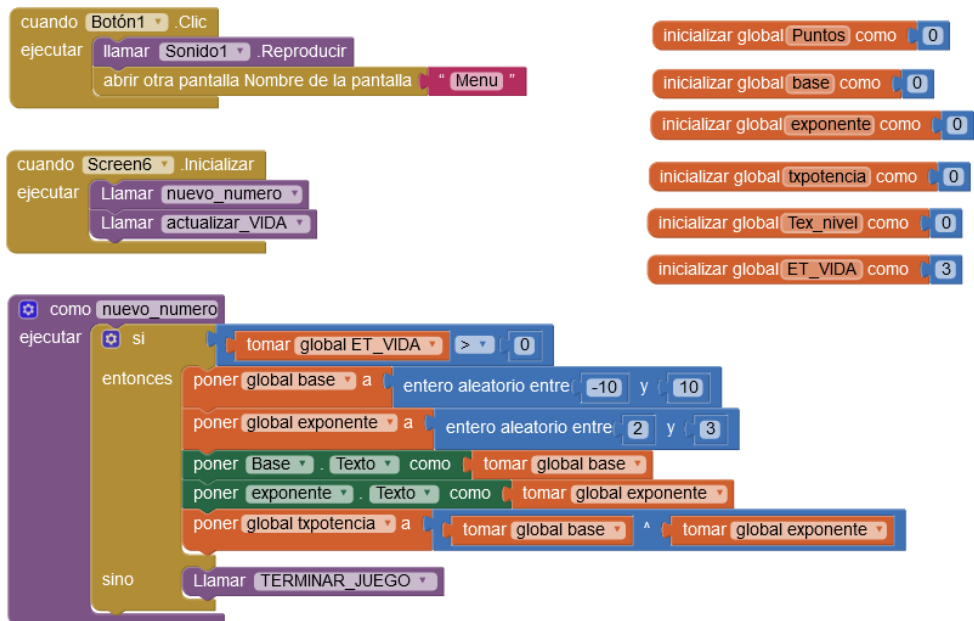 cuando Botón1 .Clic
ejecutar llamar Sonido1 .Reproducir
abrir otra pantalla Nombre de la pantalla " Menu "
cuando Screen6 .Inicializar
ejecutar Llamar nuevo_numero
Llamar actualizar_VIDA
inicializar global Puntos como 0
inicializar global base como 0
inicializar global exponente como 0
inicializar global txpotencia como 0
inicializar global Tex_nivel como 0
inicializar global ET_VIDA como 3
como nuevo_numero
ejecutar si tomar global ET_VIDA > 0
entonces poner global base a entero aleatorio entre -10 y 10
poner global exponente a entero aleatorio entre 2 y 3
poner Base . Texto como tomar global base
poner exponente . Texto como tomar global exponente
poner global txpotencia a tomar global base ^ tomar global exponente
sino Llamar TERMINAR_JUEGO